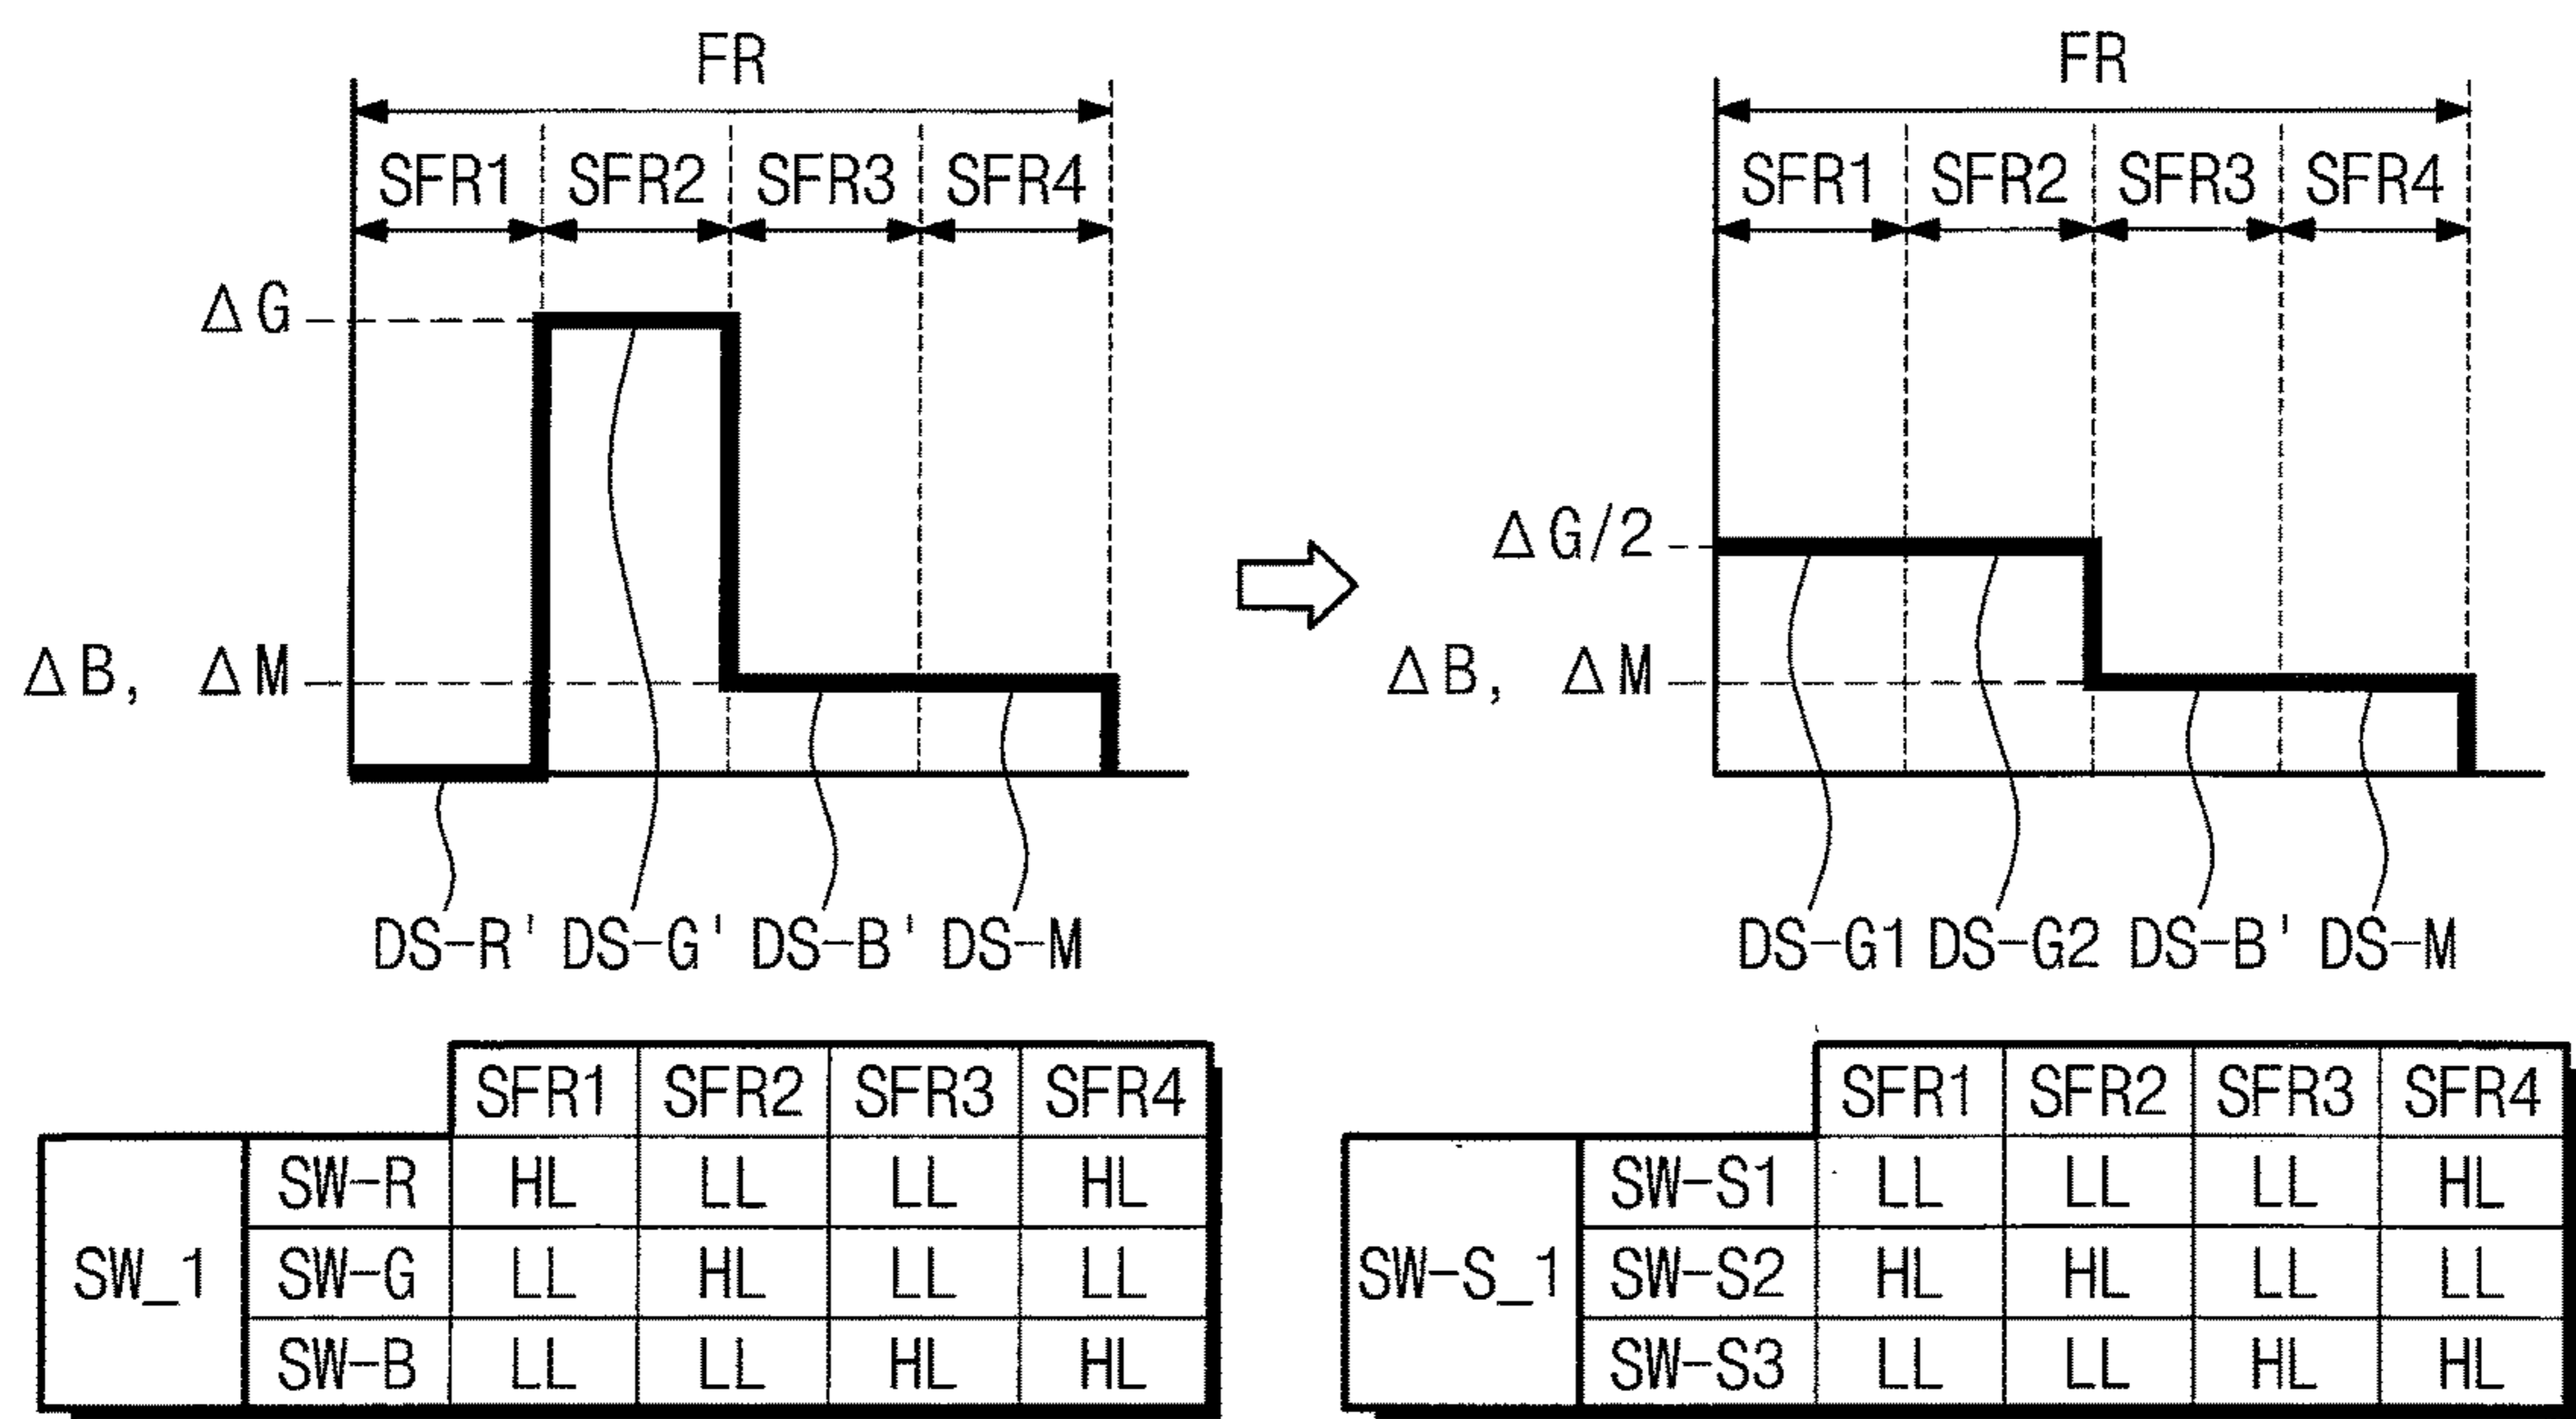 FR
SFR1 SFR2 SFR3 SFR4
ΔG
ΔB, ΔM
DS-R' DS-G' DS-B' DS-M
FR
SFR1 SFR2 SFR3 SFR4
ΔG/2
ΔB, ΔM
DS-G1 DS-G2 DS-B' DS-M
SFR1 SFR2 SFR3 SFR4
SW_1
SW-R HL LL LL HL
SW-G LL HL LL LL
SW-B LL LL HL HL
SFR1 SFR2 SFR3 SFR4
SW-S_1
SW-S1 LL LL LL HL
SW-S2 HL HL LL LL
SW-S3 LL LL HL HL